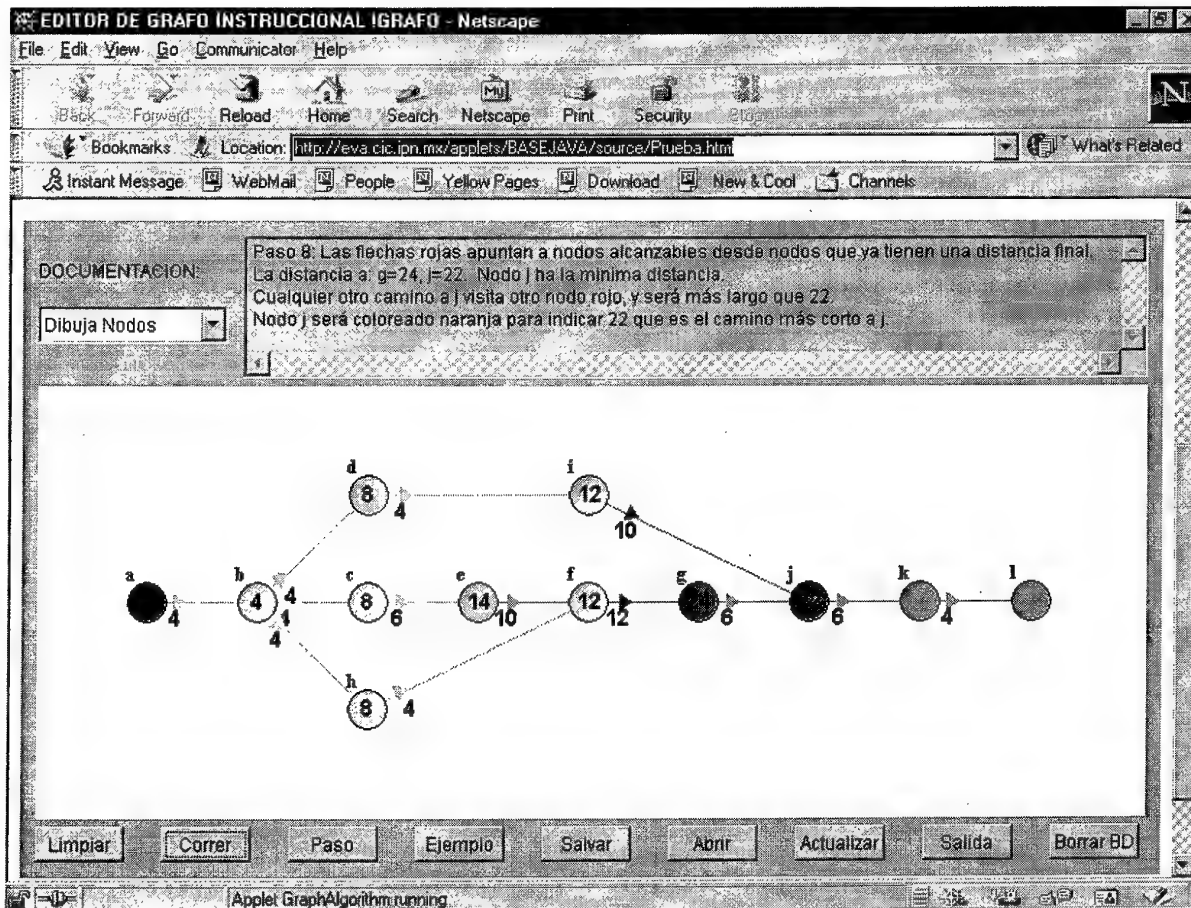 EDITOR DE GRAFO INSTRUCCIONAL !GRAFO - Netscape
File Edit View Go Communicator Help
Back Forward Reload Home Search Netscape Print Security Stop
Bookmarks Location: http://eva.cic.ipn.mx/applets/BASEJAVA/source/Prueba.htm What's Related
Instant Message WebMail People Yellow Pages Download New & Cool Channels
DOCUMENTACION:
Dibuja Nodos
Paso 8: Las flechas rojas apuntan a nodos alcanzables desde nodos que ya tienen una distancia final.
La distancia a: g=24, j=22. Nodo j ha la minima distancia.
Cualquier otro camino a j visita otro nodo rojo, y será más largo que 22.
Nodo j será coloreado naranja para indicar 22 que es el camino más corto a j.
d i
8 4 12
10
a b c e f g j k l
4 4 4 4 8 6 14 10 12 12 6 6 4
4
h
8 4
Limpiar Correr Paso Ejemplo Salvar Abrir Actualizar Salida Borrar BD
Applet GraphAlgorithm running